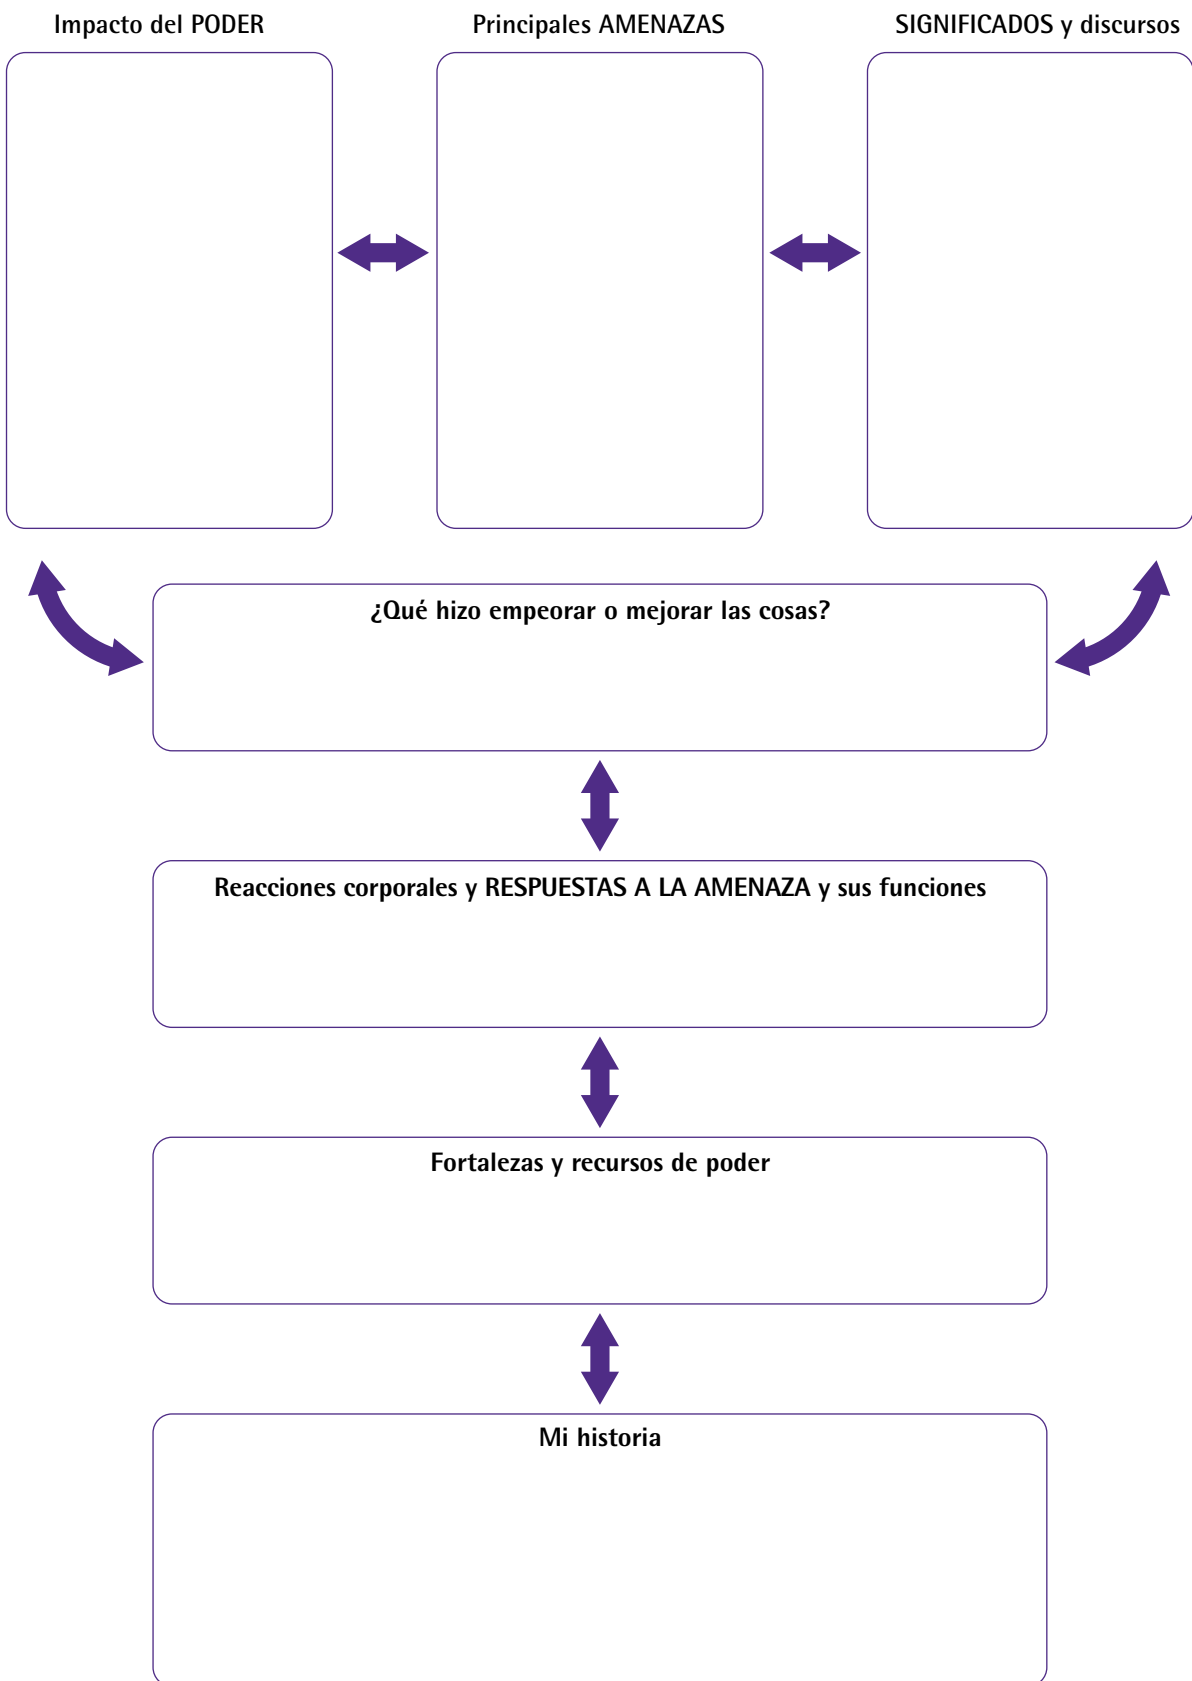 Impacto del PODER
Principales AMENAZAS
SIGNIFICADOS y discursos
¿Qué hizo empeorar o mejorar las cosas?
Reacciones corporales y RESPUESTAS A LA AMENAZA y sus funciones
Fortalezas y recursos de poder
Mi historia